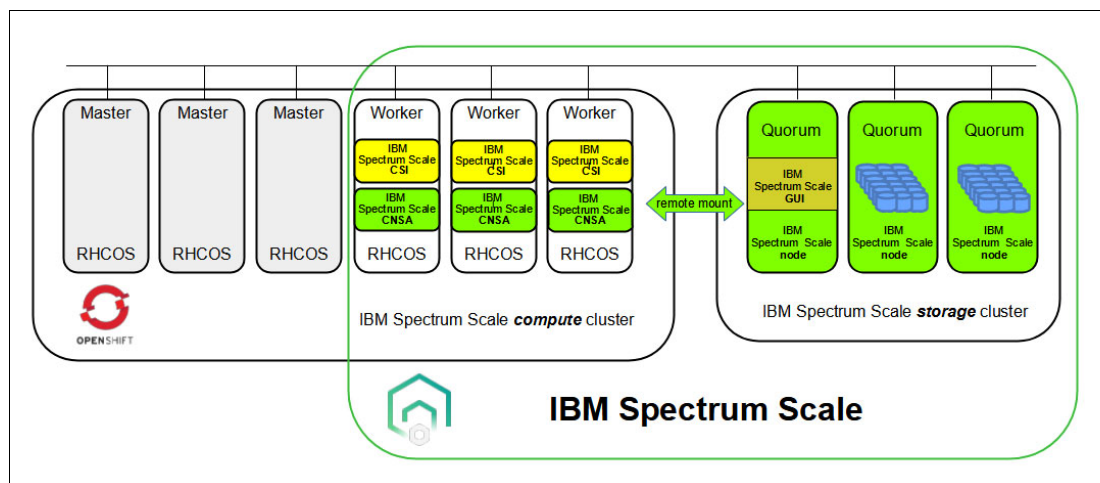 Master
RHCOS
Master
RHCOS
Master
RHCOS
Worker
IBM
Spectrum Scale
CSI
IBM
Spectrum Scale
CNSA
RHCOS
Worker
IBM
Spectrum Scale
CSI
IBM
Spectrum Scale
CNSA
RHCOS
Worker
IBM
Spectrum Scale
CSI
IBM
Spectrum Scale
CNSA
RHCOS
OPENSHIFT
IBM Spectrum Scale compute cluster
remote mount
Quorum
IBM
Spectrum Scale
GUI
IBM
Spectrum Scale
node
Quorum
IBM
Spectrum Scale
node
Quorum
IBM
Spectrum Scale
node
IBM Spectrum Scale storage cluster
IBM Spectrum Scale